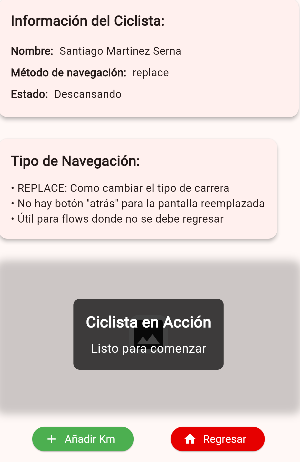 Información del Ciclista:
Nombre: Santiago Martinez Serna
Método de navegación: replace
Estado: Descansando
Tipo de Navegación:
• REPLACE: Como cambiar el tipo de carrera
• No hay botón "atrás" para la pantalla reemplazada
• Útil para flows donde no se debe regresar
Ciclista en Acción
Listo para comenzar
Añadir Km
Regresar